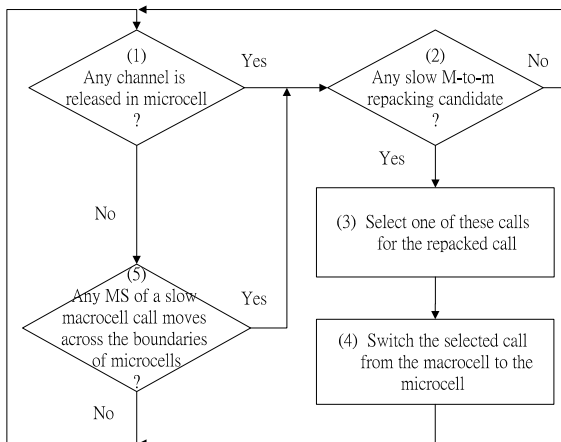 (1)
Any channel is
released in microcell
?
Yes
(2)
Any slow M-to-m
repacking candidate
?
No
Yes
(3) Select one of these calls
for the repacked call
No
(5)
Any MS of a slow
macrocell call moves
across the boundaries
of microcells
?
Yes
(4) Switch the selected call
from the macrocell to the
microcell
No